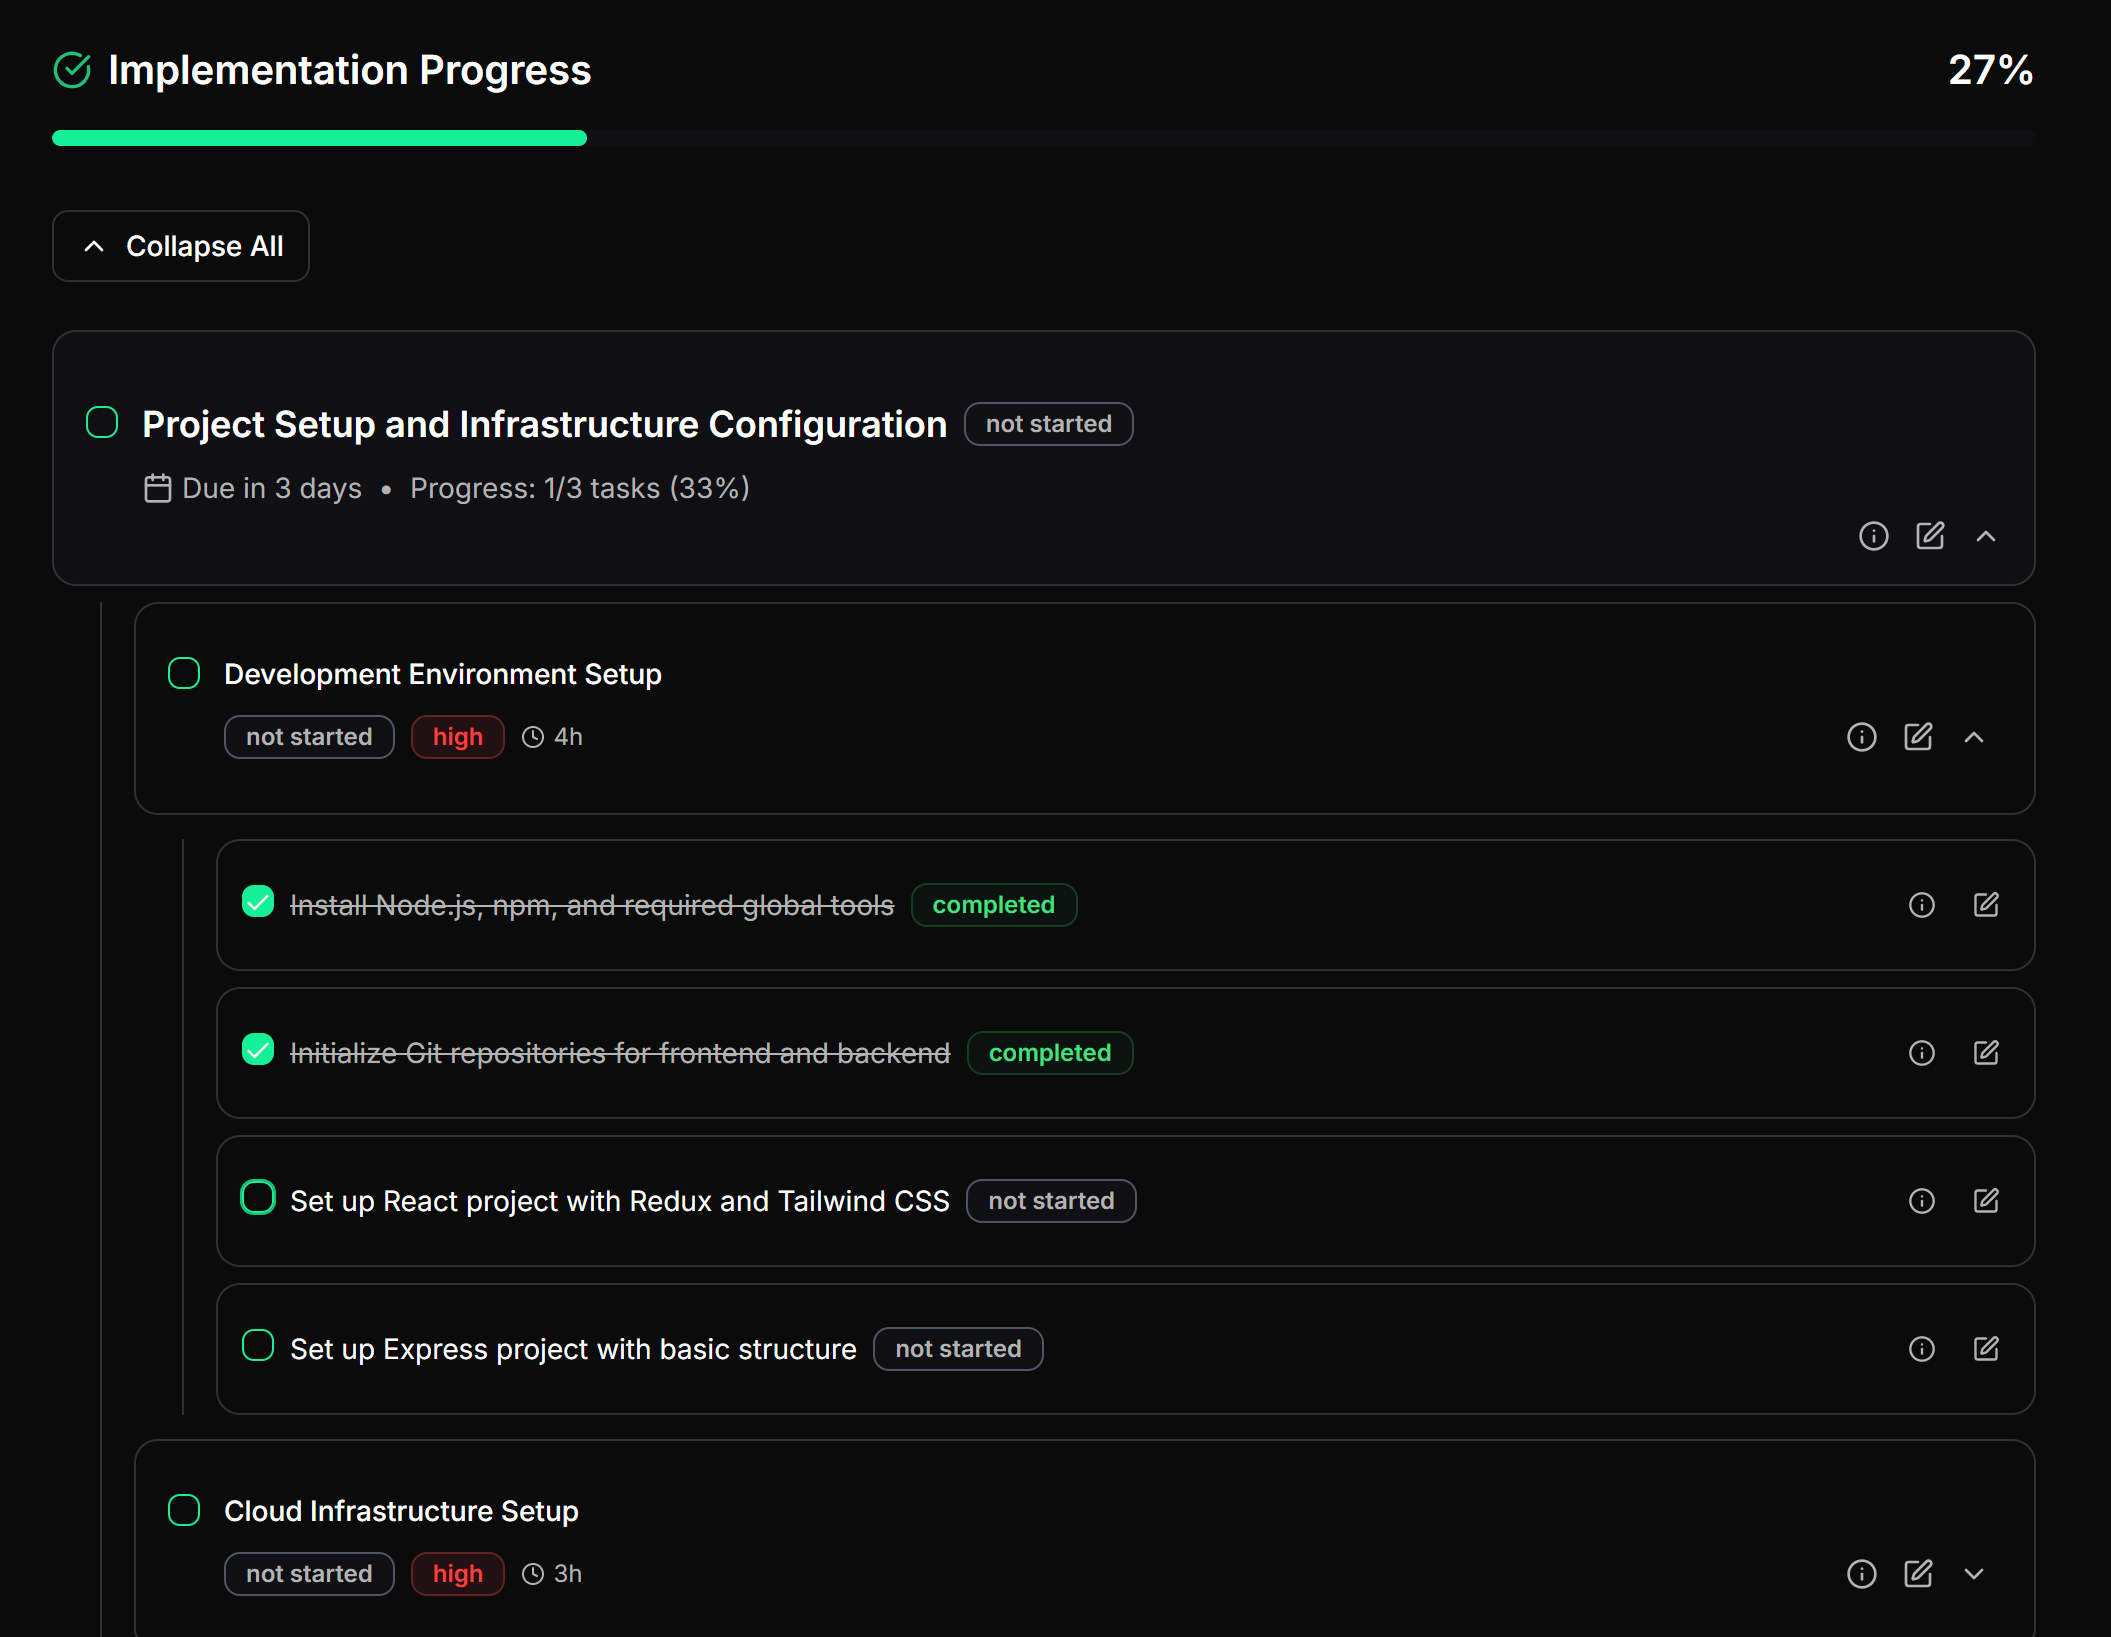 Implementation Progress
27%
Collapse All
Project Setup and Infrastructure Configuration not started
Due in 3 days • Progress: 1/3 tasks (33%)
Development Environment Setup
not started high 4h
Install Node.js, npm, and required global tools completed
Initialize Git repositories for frontend and backend completed
Set up React project with Redux and Tailwind CSS not started
Set up Express project with basic structure not started
Cloud Infrastructure Setup
not started high 3h